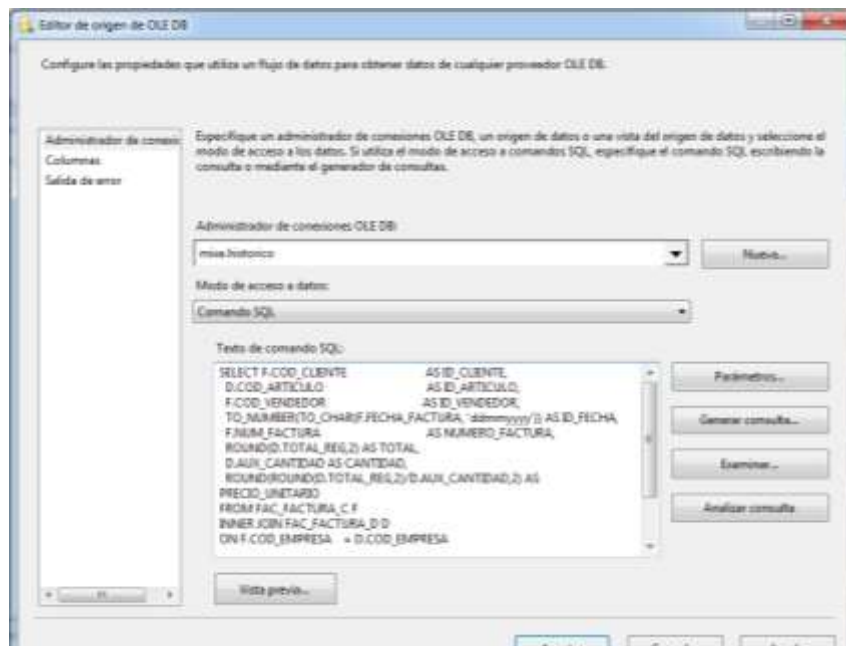 Editor de origen de OLE DB
Configure las propiedades que utiliza un flujo de datos para obtener datos de cualquier proveedor OLE DB.
Administrador de conexio
Columnas
Salida de error
Especifique un administrador de conexiones OLE DB, un origen de datos o una vista del origen de datos y seleccione el
modo de acceso a los datos. Si utiliza el modo de acceso a comandos SQL, especifique el comando SQL escribiendo la
consulta o mediante el generador de consultas.
Administrador de conexiones OLE DB:
Nueva...
Modo de acceso a datos:
Comando SQL
Texto de comando SQL:
SELECT F.COD_CLIENTE AS ID_CLIENTE,
D.COD_ARTICULO AS ID_ARTICULO,
F.COD_VENDEDOR AS ID_VENDEDOR,
TO_NUMBER(TO_CHAR(F.FECHA_FACTURA, 'ddmmyyyy')) AS ID_FECHA,
F.NUM_FACTURA AS NUMERO_FACTURA,
ROUND(D.TOTAL_REG,2) AS TOTAL,
D.AUX_CANTIDAD AS CANTIDAD,
ROUND(ROUND(D.TOTAL_REG,2)/D.AUX_CANTIDAD,2) AS
PRECIO_UNITARIO
FROM FAC_FACTURA_C F
INNER JOIN FAC_FACTURA_D D
ON F.COD_EMPRESA = D.COD_EMPRESA
Parámetros...
Generar consulta...
Examinar...
Analizar consulta
Vista previa...